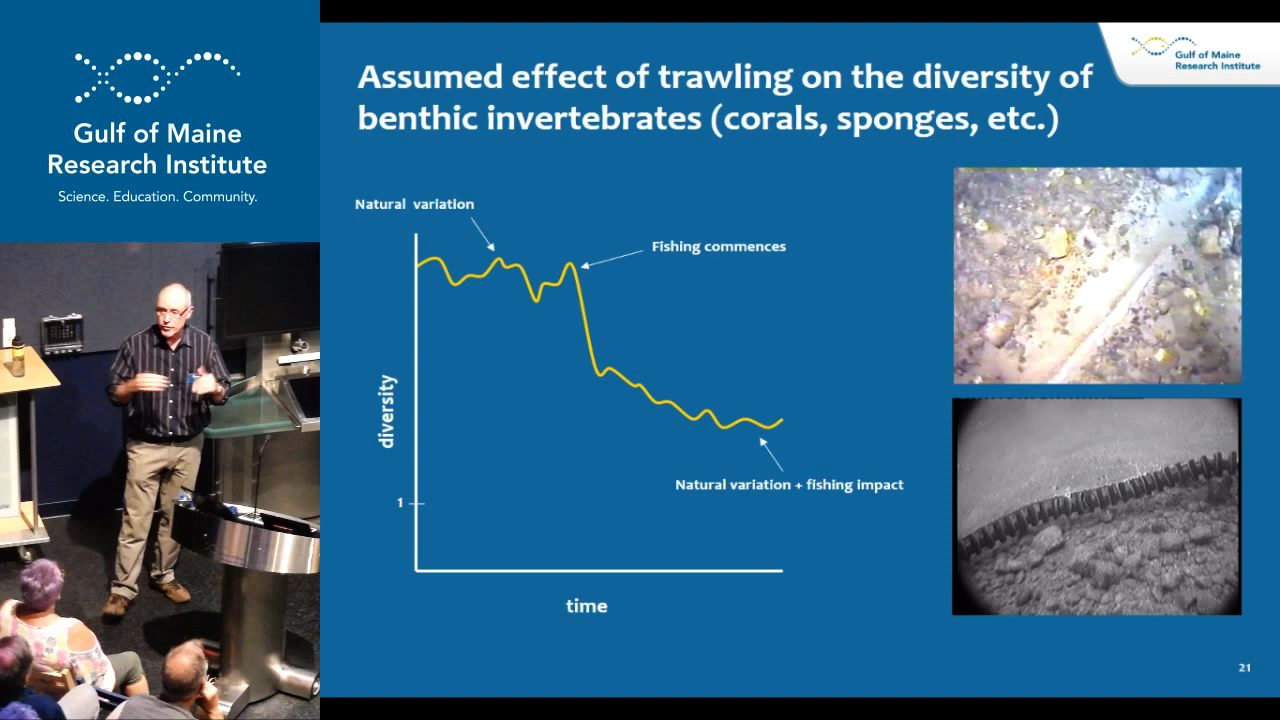 Gulf of Maine
Research Institute
Science. Education. Community.
Assumed effect of trawling on the diversity of
benthic invertebrates (corals, sponges, etc.)
Gulf of Maine
Research Institute
Natural variation
Fishing commences
diversity
Natural variation + fishing impact
1
time
21